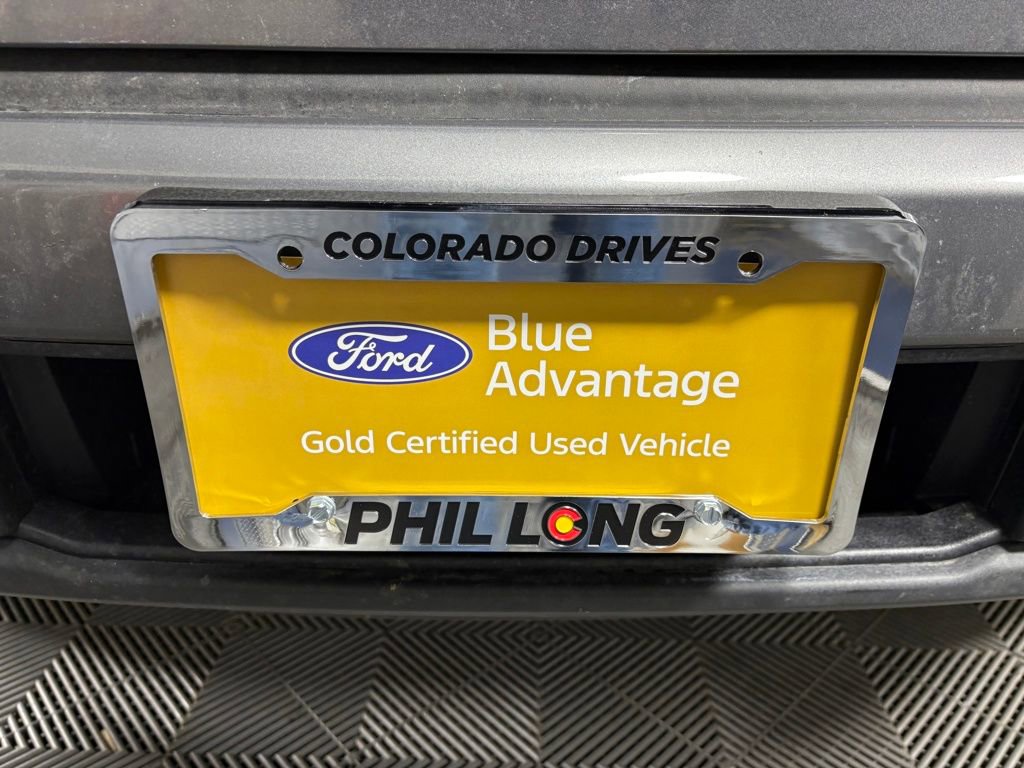 COLORADO DRIVES
Ford
Blue
Advantage
Gold Certified Used Vehicle
PHIL LONG